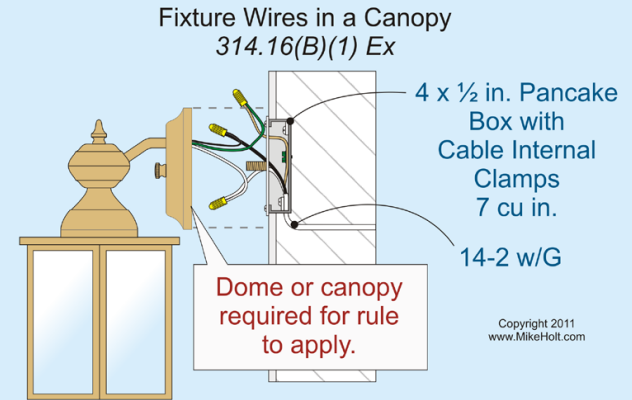 Fixture Wires in a Canopy
314.16(B)(1) Ex
4 x ½ in. Pancake
Box with
Cable Internal
Clamps
7 cu in.
14-2 w/G
Dome or canopy
required for rule
to apply.
Copyright 2011
www.MikeHolt.com